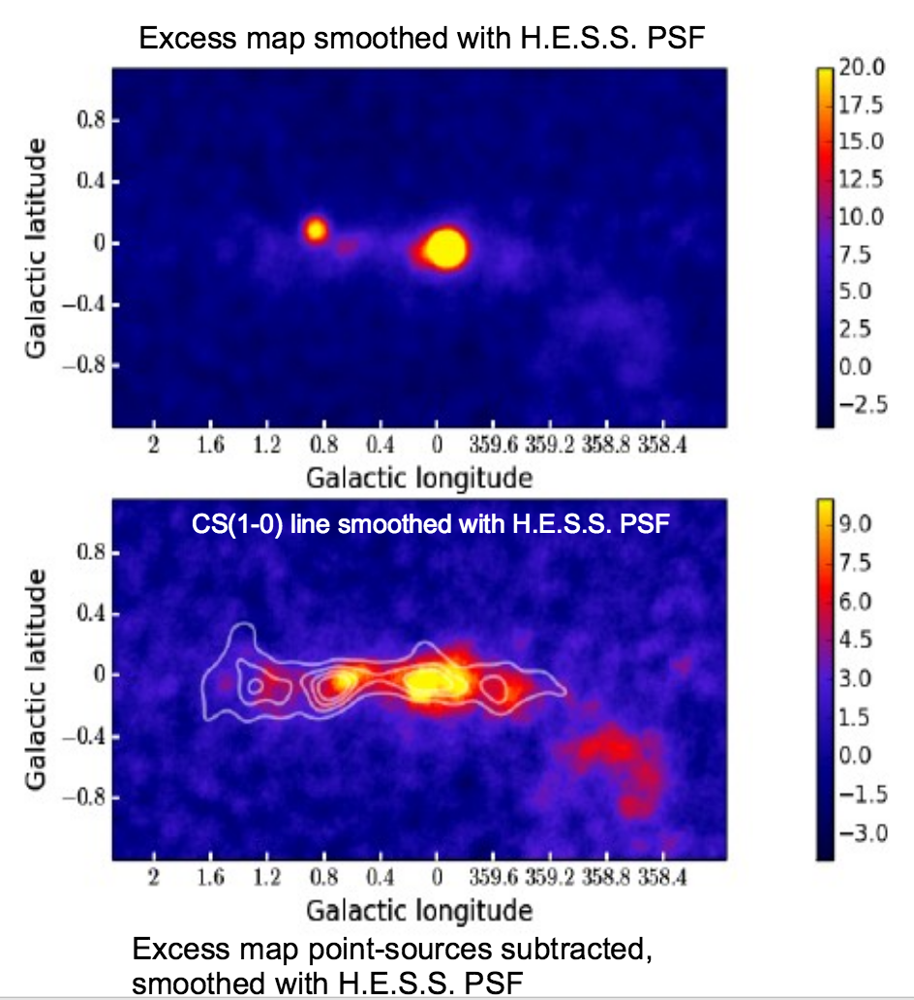 Excess map smoothed with H.E.S.S. PSF
Galactic latitude
0.8
0.4
0
−0.4
−0.8
2 1.6 1.2 0.8 0.4 0 359.6 359.2 358.8 358.4
Galactic longitude
20.0
17.5
15.0
12.5
10.0
7.5
5.0
2.5
0.0
−2.5
CS(1-0) line smoothed with H.E.S.S. PSF
Galactic latitude
0.8
0.4
0
−0.4
−0.8
2 1.6 1.2 0.8 0.4 0 359.6 359.2 358.8 358.4
Galactic longitude
9.0
7.5
6.0
4.5
3.0
1.5
0.0
−1.5
−3.0
Excess map point-sources subtracted,
smoothed with H.E.S.S. PSF